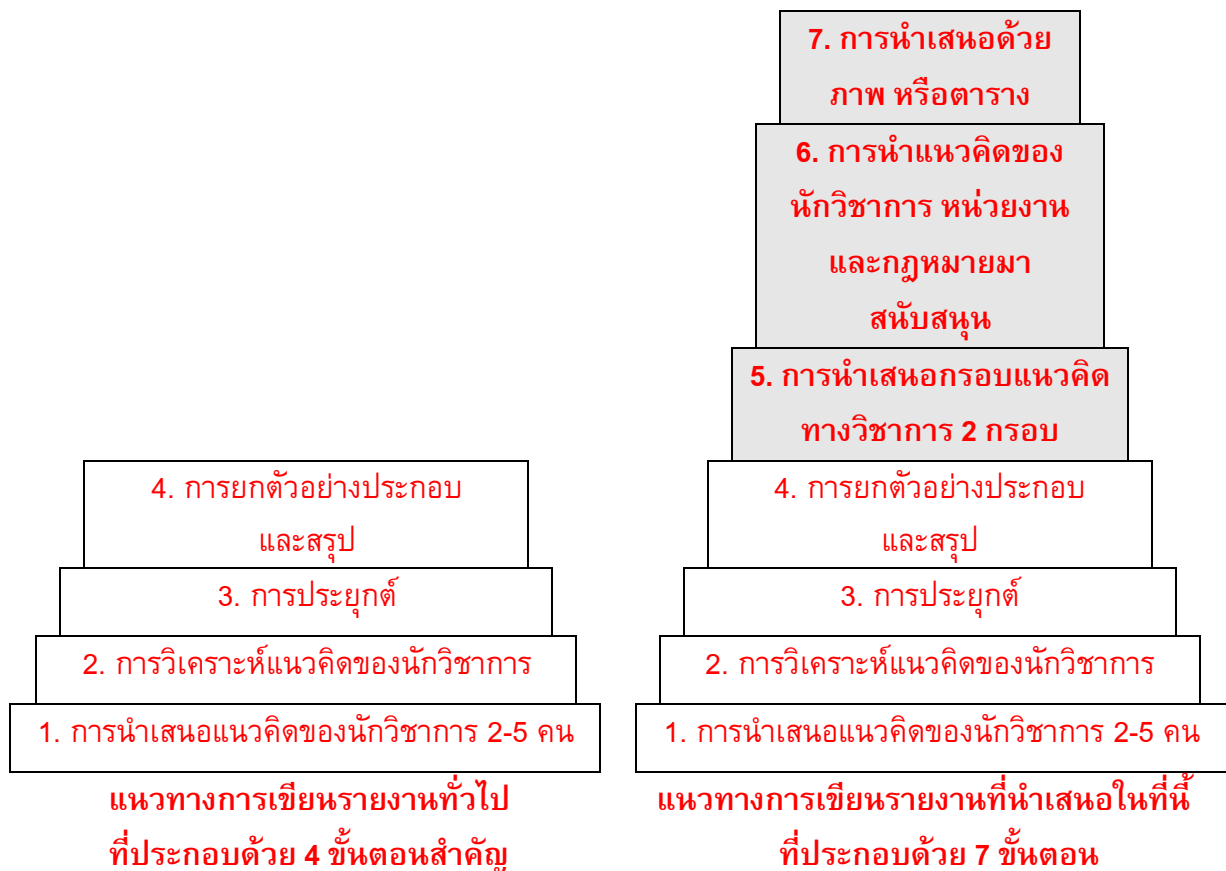 4. การยกตัวอย่างประกอบ
และสรุป
3. การประยุกต์
2. การวิเคราะห์แนวคิดของนักวิชาการ
1. การนำเสนอแนวคิดของนักวิชาการ 2-5 คน
แนวทางการเขียนรายงานทั่วไป
ที่ประกอบด้วย 4 ขั้นตอนสำคัญ
7. การนำเสนอด้วย
ภาพ หรือตาราง
6. การนำแนวคิดของ
นักวิชาการ หน่วยงาน
และกฎหมายมา
สนับสนุน
5. การนำเสนอกรอบแนวคิด
ทางวิชาการ 2 กรอบ
4. การยกตัวอย่างประกอบ
และสรุป
3. การประยุกต์
2. การวิเคราะห์แนวคิดของนักวิชาการ
1. การนำเสนอแนวคิดของนักวิชาการ 2-5 คน
แนวทางการเขียนรายงานที่นำเสนอในที่นี้
ที่ประกอบด้วย 7 ขั้นตอน